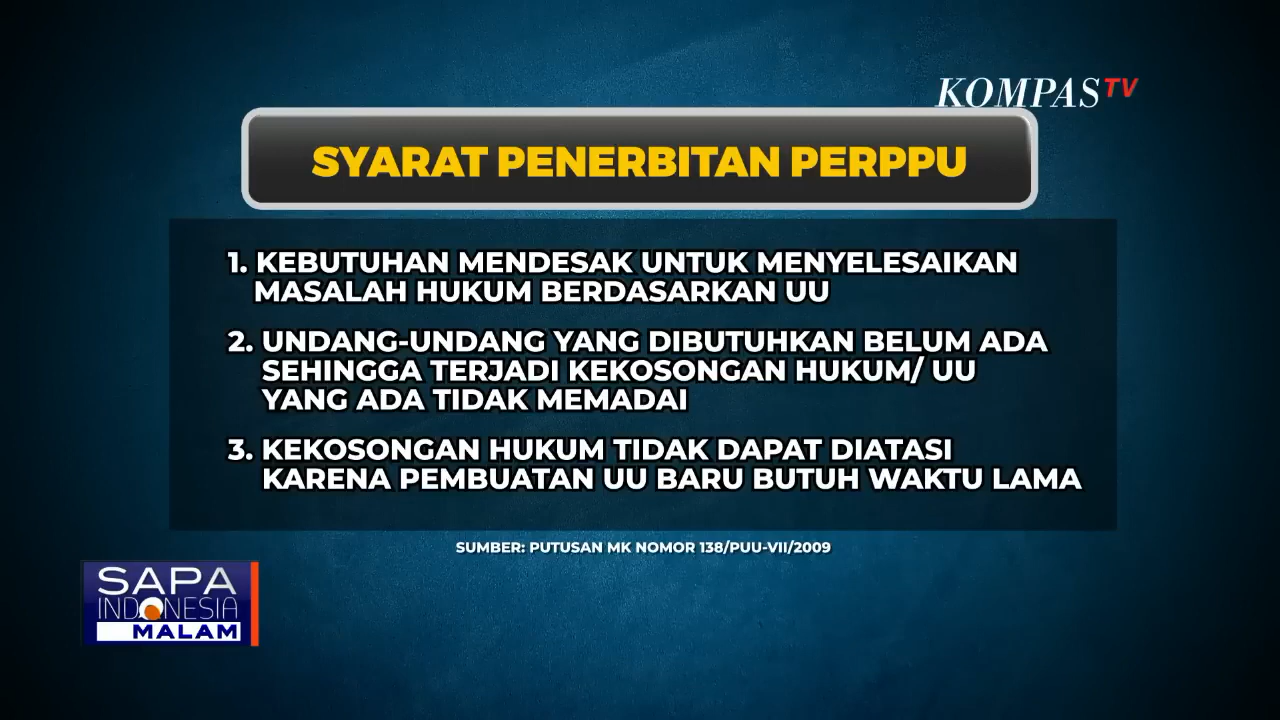 KOMPASTV
SYARAT PENERBITAN PERPPU
1. KEBUTUHAN MENDESAK UNTUK MENYELESAIKAN
MASALAH HUKUM BERDASARKAN UU
2. UNDANG-UNDANG YANG DIBUTUHKAN BELUM ADA
SEHINGGA TERJADI KEKOSONGAN HUKUM/ UU
YANG ADA TIDAK MEMADAI
3. KEKOSONGAN HUKUM TIDAK DAPAT DIATASI
KARENA PEMBUATAN UU BARU BUTUH WAKTU LAMA
SUMBER: PUTUSAN MK NOMOR 138/PUU-VII/2009
SAPA
INDONESIA
MALAM